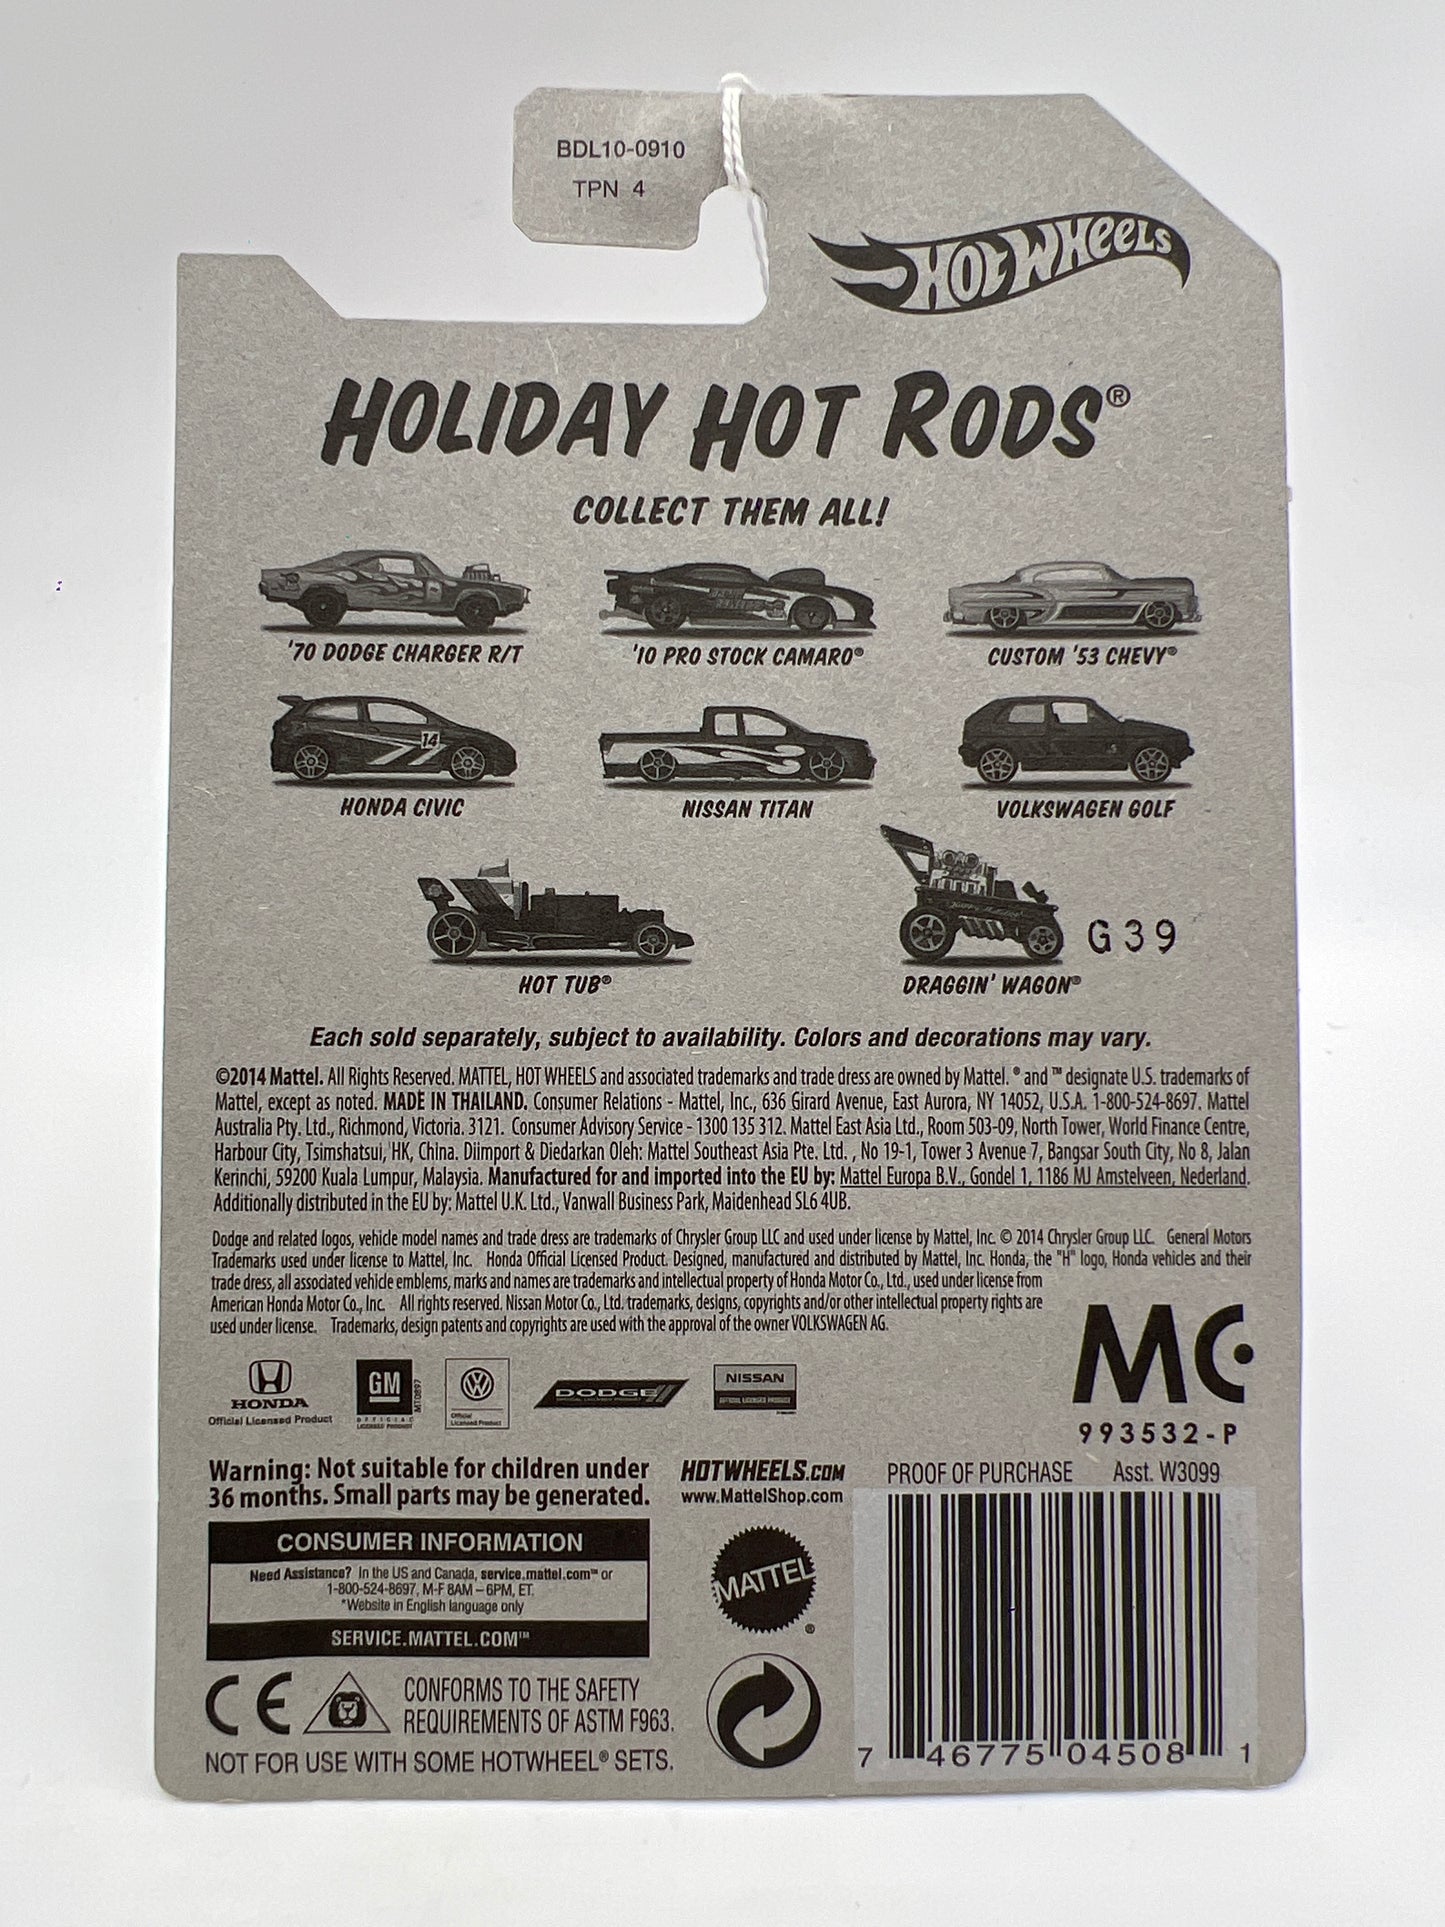 BDL10-0910
TPN 4
HOT WHEELS
HOLIDAY HOT RODS®
COLLECT THEM ALL!
'70 DODGE CHARGER R/T
'10 PRO STOCK CAMARO®
CUSTOM '53 CHEVY®
14
HONDA CIVIC
NISSAN TITAN
VOLKSWAGEN GOLF
G39
HOT TUB®
DRAGGIN' WAGON®
Each sold separately, subject to availability. Colors and decorations may vary.
©2014 Mattel. All Rights Reserved. MATTEL, HOT WHEELS and associated trademarks and trade dress are owned by Mattel. ® and ™ designate U.S. trademarks of
Mattel, except as noted. MADE IN THAILAND. Consumer Relations - Mattel, Inc., 636 Girard Avenue, East Aurora, NY 14052, U.S.A. 1-800-524-8697. Mattel
Australia Pty. Ltd., Richmond, Victoria. 3121. Consumer Advisory Service - 1300 135 312. Mattel East Asia Ltd., Room 503-09, North Tower, World Finance Centre,
Harbour City, Tsimshatsui, HK, China. Diimport & Diedarkan Oleh: Mattel Southeast Asia Pte. Ltd. , No 19-1, Tower 3 Avenue 7, Bangsar South City, No 8, Jalan
Kerinchi, 59200 Kuala Lumpur, Malaysia. Manufactured for and imported into the EU by: Mattel Europa B.V., Gondel 1, 1186 MJ Amstelveen, Nederland.
Additionally distributed in the EU by: Mattel U.K. Ltd., Vanwall Business Park, Maidenhead SL6 4UB.
Dodge and related logos, vehicle model names and trade dress are trademarks of Chrysler Group LLC and used under license by Mattel, Inc. © 2014 Chrysler Group LLC. General Motors
Trademarks used under license to Mattel, Inc. Honda Official Licensed Product. Designed, manufactured and distributed by Mattel, Inc. Honda, the "H" logo, Honda vehicles and their
trade dress, all associated vehicle emblems, marks and names are trademarks and intellectual property of Honda Motor Co., Ltd., used under license from
American Honda Motor Co., Inc. All rights reserved. Nissan Motor Co., Ltd. trademarks, designs, copyrights and/or other intellectual property rights are
used under license. Trademarks, design patents and copyrights are used with the approval of the owner VOLKSWAGEN AG.
MC
993532-P
HONDA
Official Licensed Product
GM
OFFICIAL
LICENSED PRODUCT
MT0897
Official
Licensed Product
DODGE
NISSAN
OFFICIAL LICENSED PRODUCT
Warning: Not suitable for children under
36 months. Small parts may be generated.
HOTWHEELS.COM
www.MattelShop.com
PROOF OF PURCHASE Asst. W3099
CONSUMER INFORMATION
Need Assistance? In the US and Canada, service.mattel.com™ or
1-800-524-8697, M-F 8AM – 6PM, ET.
*Website in English language only
SERVICE.MATTEL.COM™
MATTEL®
CE
CONFORMS TO THE SAFETY
REQUIREMENTS OF ASTM F963.
NOT FOR USE WITH SOME HOTWHEEL® SETS.
7 46775 04508 1